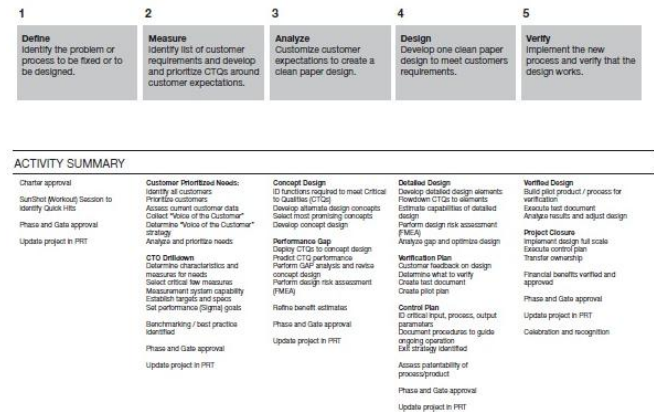 1
Define
Identify the problem or
process to be fixed or to
be designed.
2
Measure
Identify list of customer
requirements and develop
and prioritize CTQs around
customer expectations.
3
Analyze
Customize customer
expectations to create a
clean paper design.
4
Design
Develop one clean paper
design to meet customers
requirements.
5
Verify
Implement the new
process and verify that the
design works.
ACTIVITY SUMMARY
Charter approval
SunShot (Workout) Session to
Identify Quick Hits
Phase and Gate approval
Update project in PRT
Customer Prioritized Needs:
Identify all customers
Prioritize customers
Assess current customer data
Collect "Voice of the Customer"
Determine "Voice of the Customer"
strategy
Analyze and prioritize needs
CTQ Drilldown
Determine characteristics and
measures for needs
Select critical few measures
Measurement system capability
Establish targets and specs
Set performance (Sigma) goals
Benchmarking / best practice
identified
Phase and Gate approval
Update project in PRT
Concept Design
ID functions required to meet Critical
to Qualities (CTQs)
Develop alternate design concepts
Select most promising concepts
Develop concept design
Performance Gap
Deploy CTQs to concept design
Predict CTQ performance
Perform GAP analysis and revise
concept design
Perform design risk assessment
(FMEA)
Refine benefit estimates
Phase and Gate approval
Update project in PRT
Detailed Design
Develop detailed design elements
Flowdown CTQs to elements
Estimate capabilities of detailed
design
Perform design risk assessment
(FMEA)
Analyze gap and optimize design
Verification Plan
Customer feedback on design
Determine what to verify
Create test document
Create pilot plan
Control Plan
ID critical input, process, output
parameters
Document procedures to guide
ongoing operation
Exit strategy identified
Assess patentability of
process/product
Phase and Gate approval
Update project in PRT
Verified Design
Build pilot product / process for
verification
Execute test document
Analyze results and adjust design
Project Closure
Implement design full scale
Execute control plan
Transfer ownership
Financial benefits verified and
approved
Phase and Gate approval
Update project in PRT
Celebration and recognition